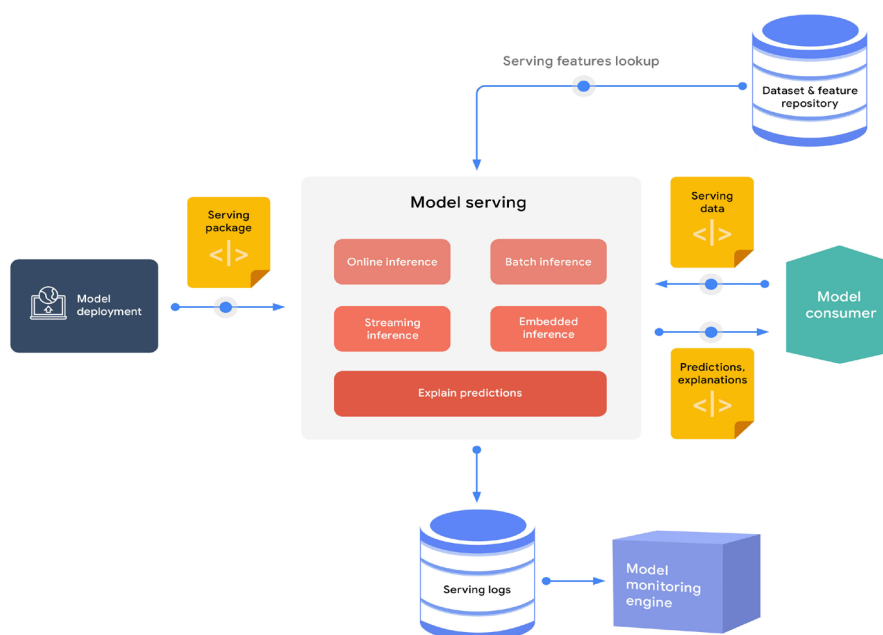 Serving features lookup
Dataset & feature
repository
Model serving
Serving
package
</>
Serving
data
</>
Online inference
Batch inference
Model
deployment
Model
consumer
Streaming
inference
Embedded
inference
Predictions,
explanations
</>
Explain predictions
Serving logs
Model
monitoring
engine